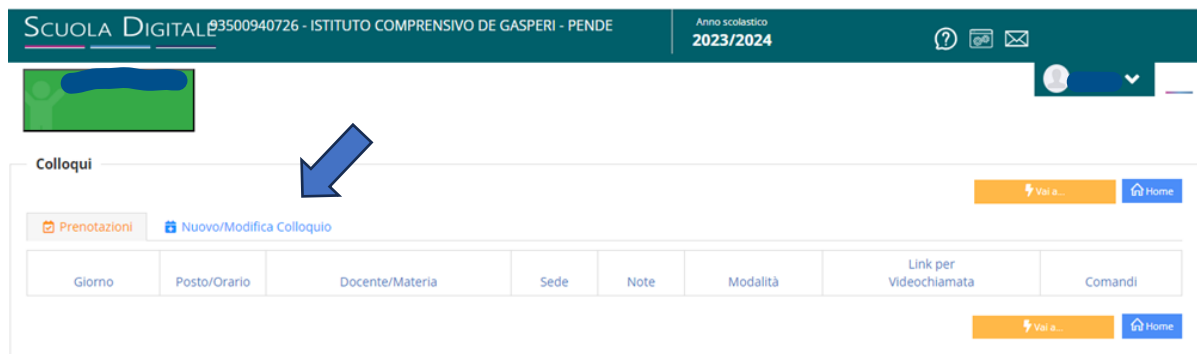 SCUOLA DIGITALE
93500940726 - ISTITUTO COMPRENSIVO DE GASPERI - PENDE
Anno scolastico
2023/2024
Colloqui
Vai a...
Home
Prenotazioni
Nuovo/Modifica Colloquio
Giorno
Posto/Orario
Docente/Materia
Sede
Note
Modalità
Link per
Videochiamata
Comandi
Vai a...
Home